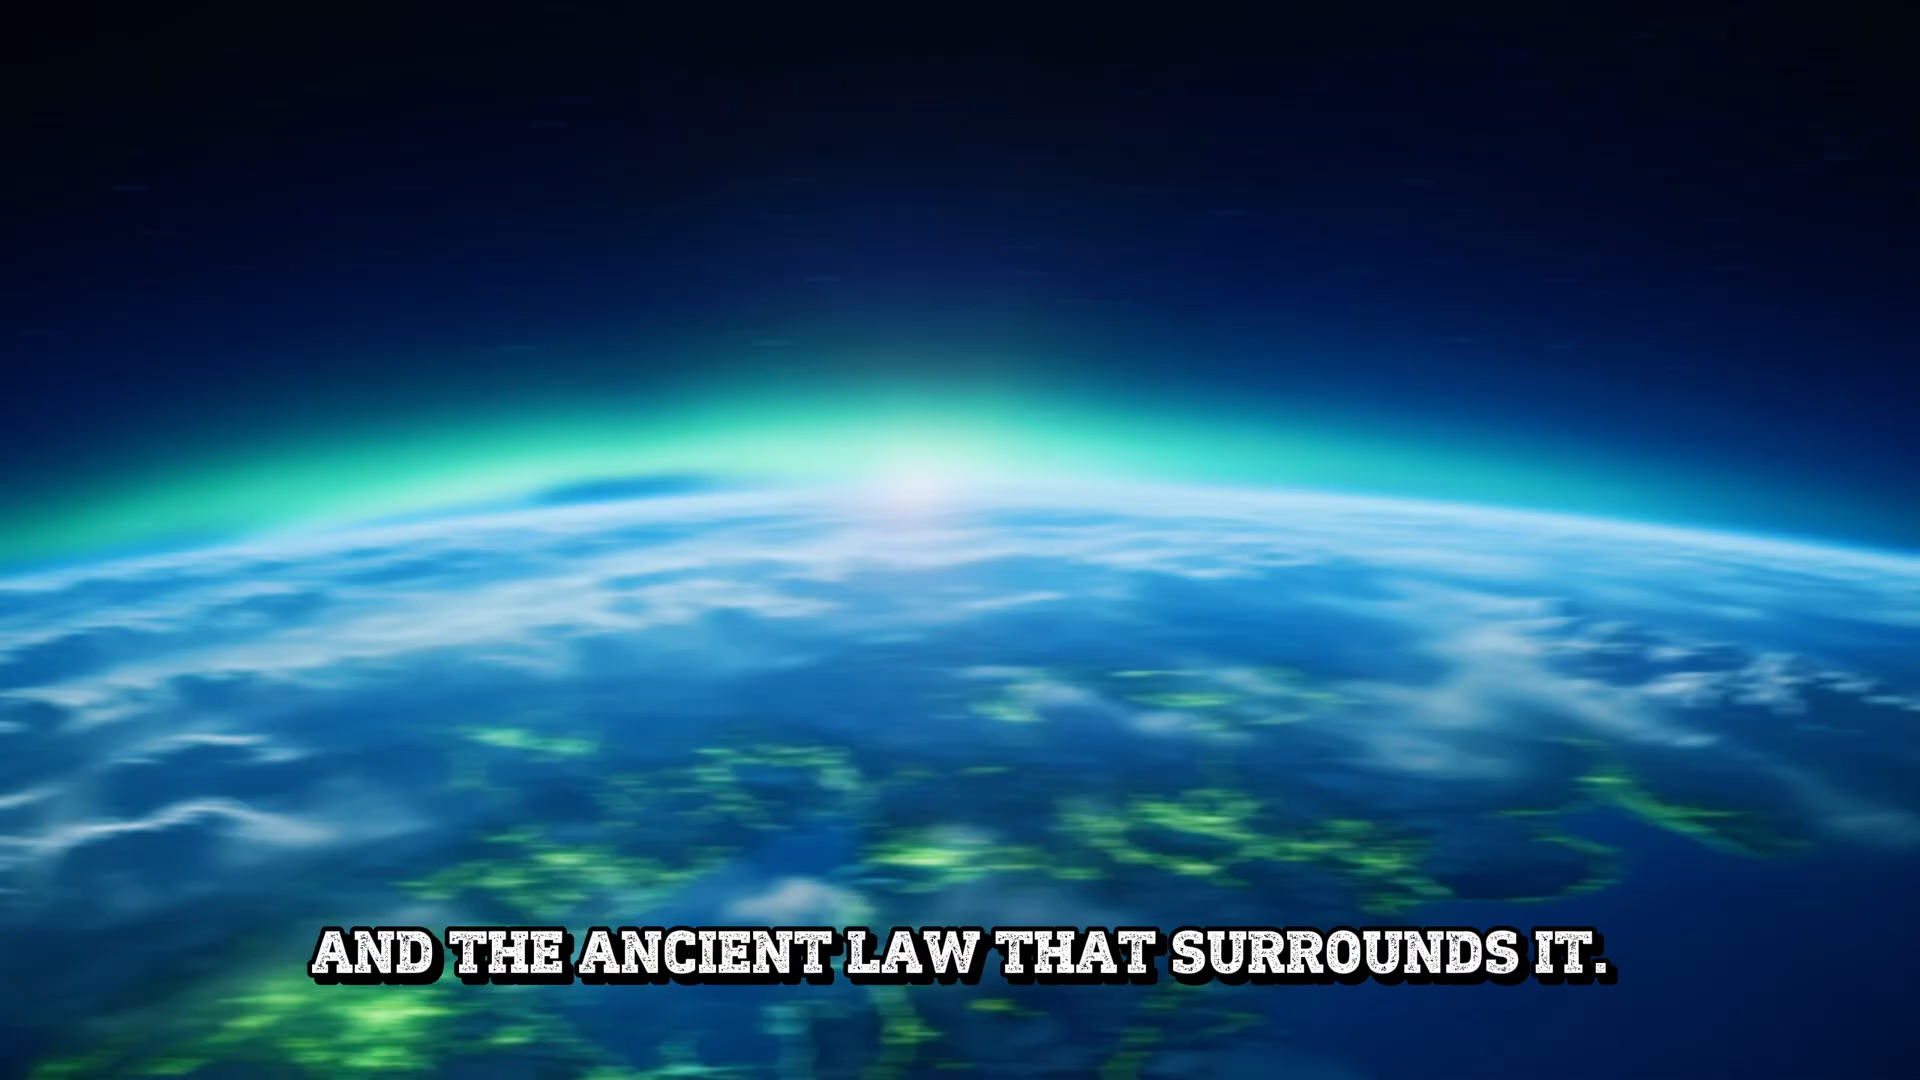 AND THE ANCIENT LAW THAT SURROUNDS IT.